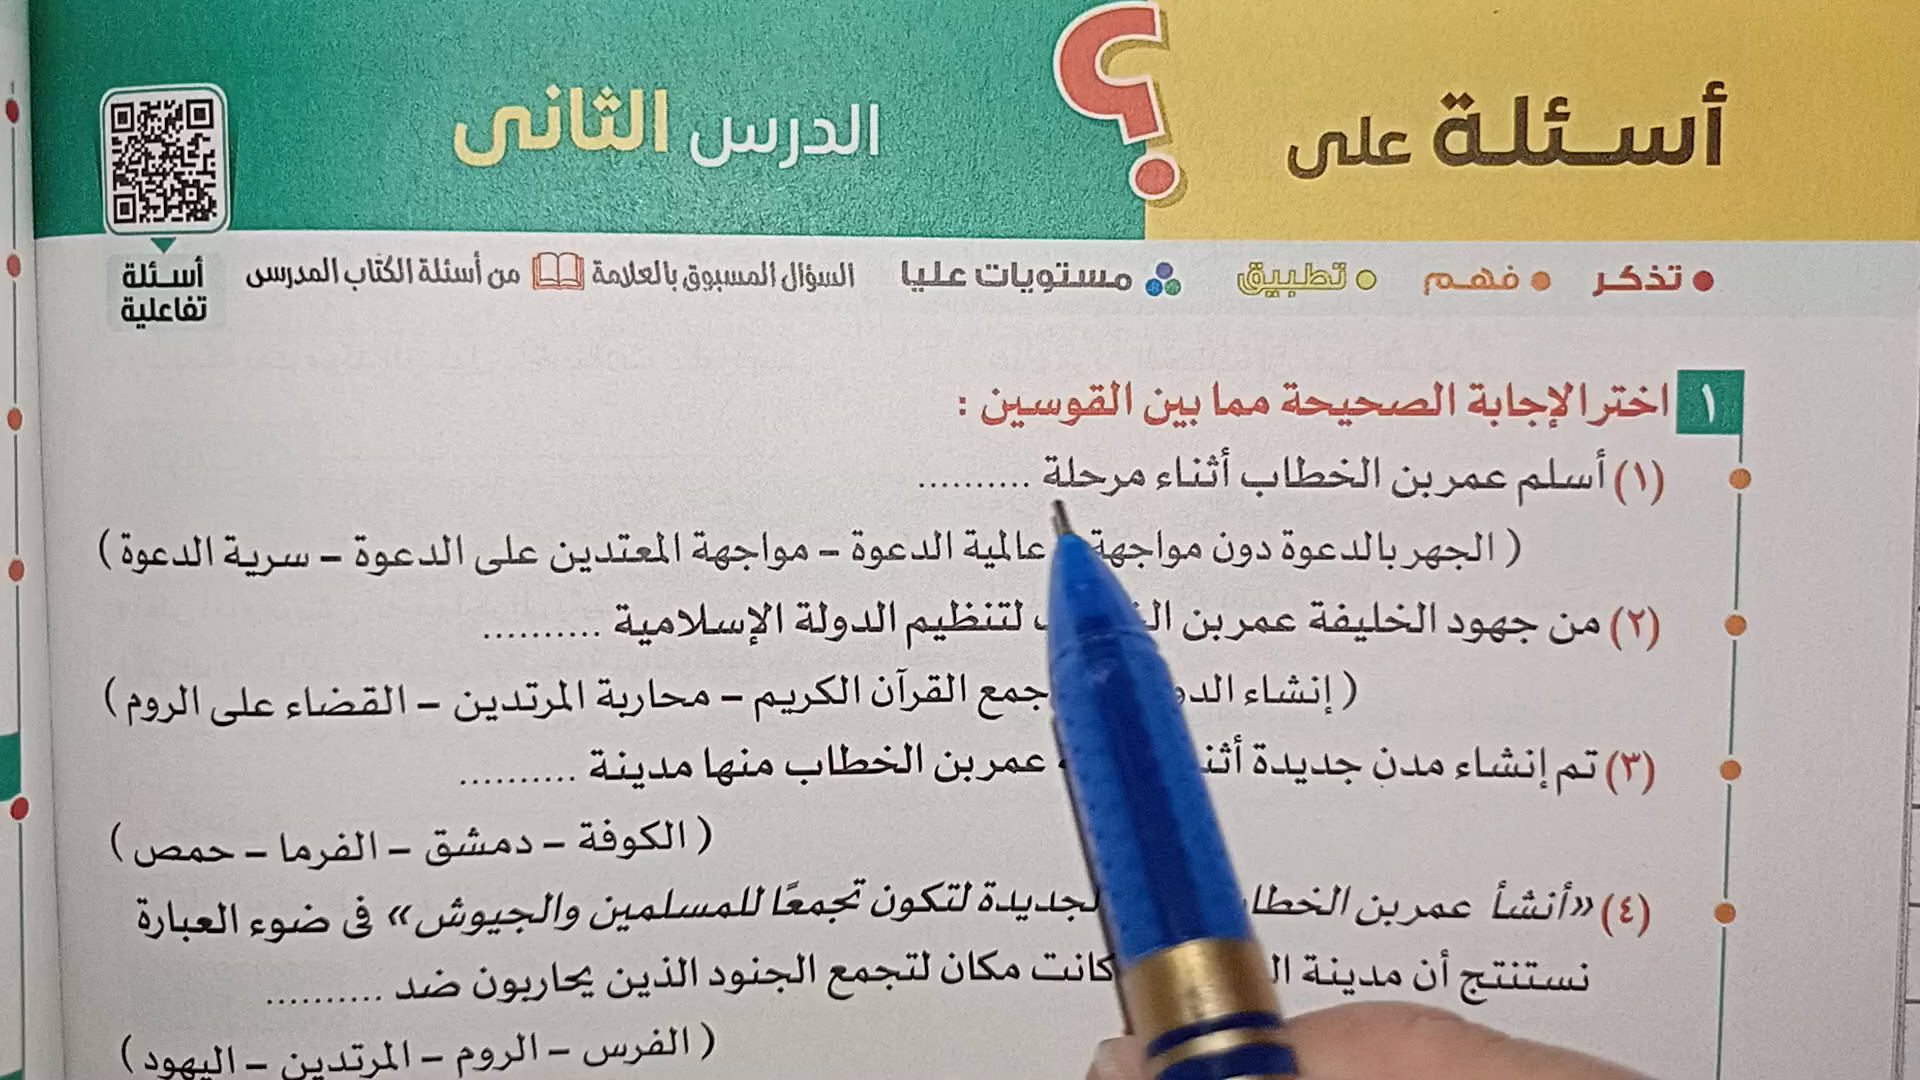 أسئلة على
الدرس الثانى
أسئلة تفاعلية
• تذكر • فهم • تطبيق مستويات عليا السؤال المسبوق بالعلامة من أسئلة الكتاب المدرسى
١ اختر الإجابة الصحيحة مما بين القوسين :
(١) أسلم عمر بن الخطاب أثناء مرحلة ..........
( الجهر بالدعوة دون مواجهة عالمية الدعوة – مواجهة المعتدين على الدعوة – سرية الدعوة )
(٢) من جهود الخليفة عمر بن لتنظيم الدولة الإسلامية ..........
( إنشاء جمع القرآن الكريم – محاربة المرتدين – القضاء على الروم )
(٣) تم إنشاء مدن جديدة عمر بن الخطاب منها مدينة ..........
( الكوفة – دمشق – الفرما – حمص )
(٤) «أنشأ عمر بن لتكون تجمعًا للمسلمين والجيوش» فى ضوء العبارة
نستنتج أن مدينة كانت مكان لتجمع الجنود الذين يحاربون ضد ..........
( الفرس – الروم – المرتدين – اليهود )